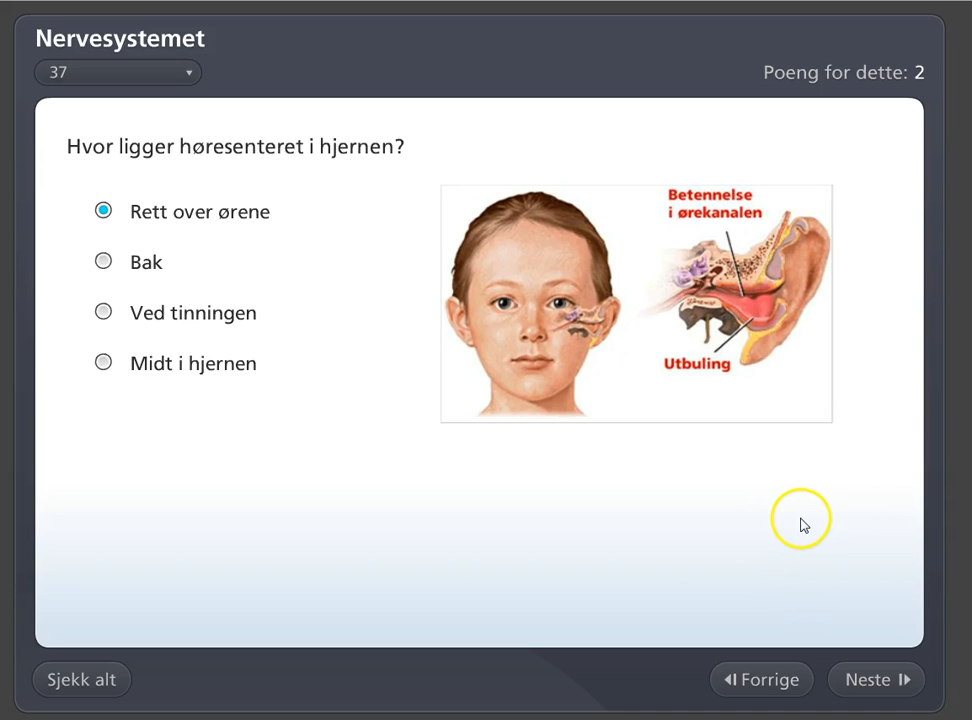 Nervesystemet
37
Poeng for dette: 2
Hvor ligger høresenteret i hjernen?
Rett over ørene
Bak
Ved tinningen
Midt i hjernen
Betennelse
i ørekanalen
Utbuling
Sjekk alt
Forrige
Neste